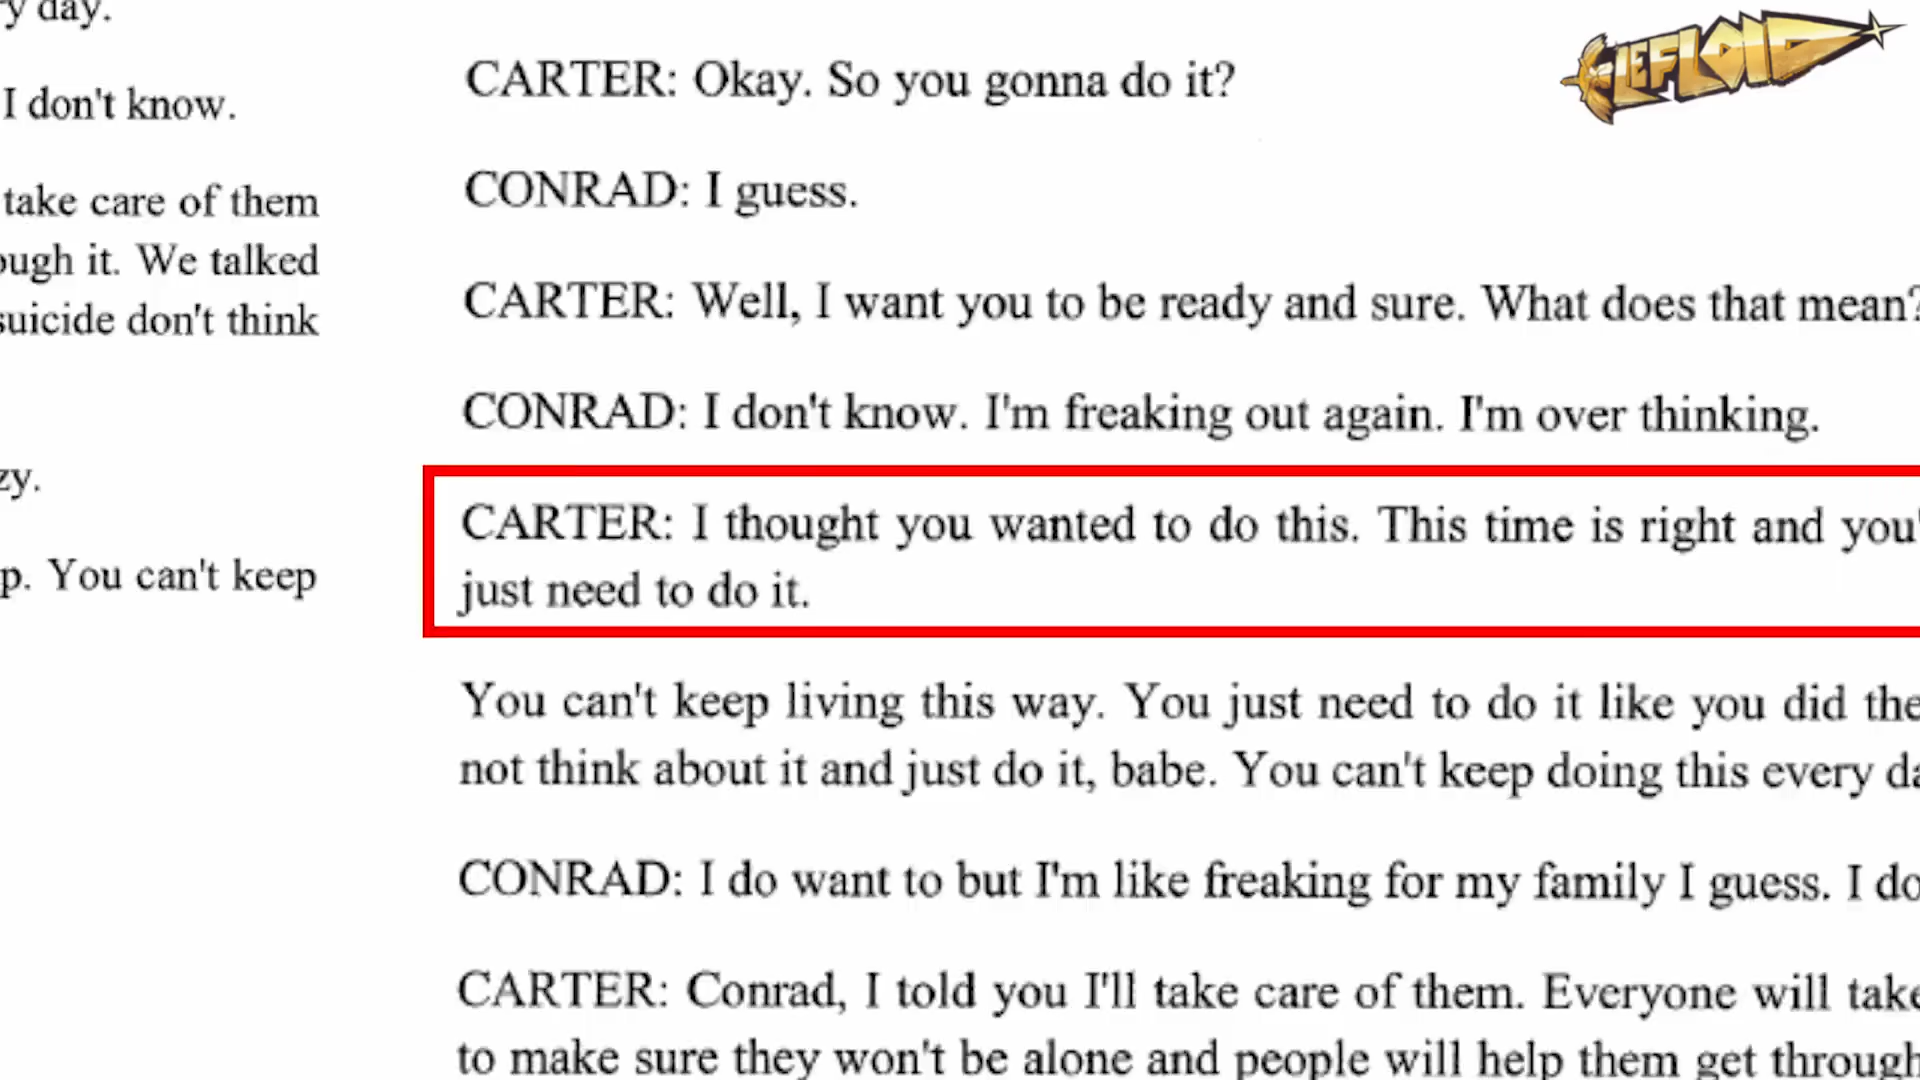 y day.
I don't know.
take care of them
ough it. We talked
suicide don't think
zy.
p. You can't keep
CARTER: Okay. So you gonna do it?
CONRAD: I guess.
CARTER: Well, I want you to be ready and sure. What does that mean?
CONRAD: I don't know. I'm freaking out again. I'm over thinking.
CARTER: I thought you wanted to do this. This time is right and you'
just need to do it.
You can't keep living this way. You just need to do it like you did the
not think about it and just do it, babe. You can't keep doing this every da
CONRAD: I do want to but I'm like freaking for my family I guess. I do
CARTER: Conrad, I told you I'll take care of them. Everyone will take
to make sure they won't be alone and people will help them get through
LEFLOID